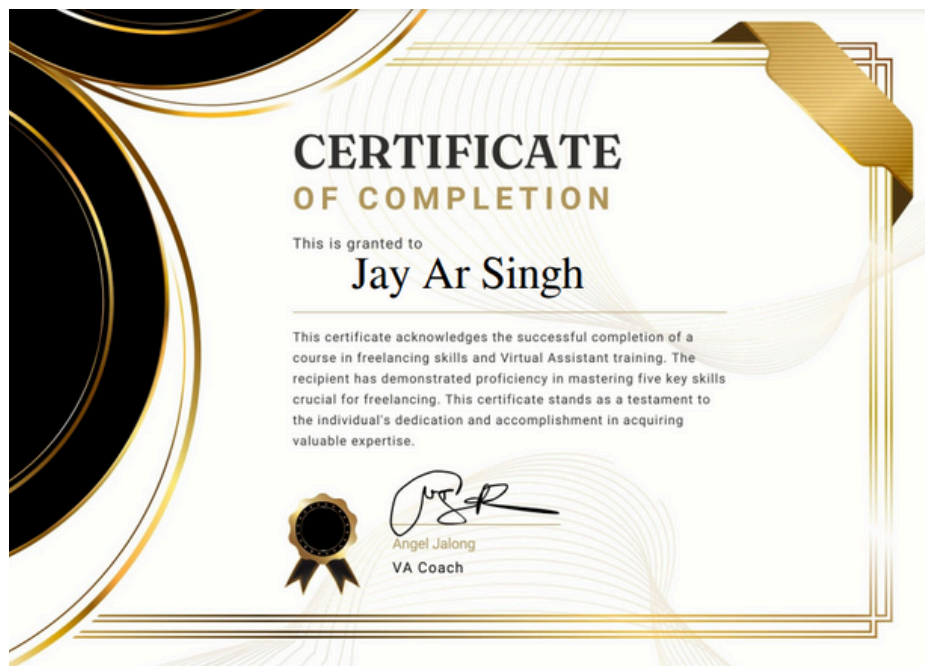 CERTIFICATE
OF COMPLETION
This is granted to
Jay Ar Singh
This certificate acknowledges the successful completion of a
course in freelancing skills and Virtual Assistant training. The
recipient has demonstrated proficiency in mastering five key skills
crucial for freelancing. This certificate stands as a testament to
the individual's dedication and accomplishment in acquiring
valuable expertise.
Angel Jalong
VA Coach